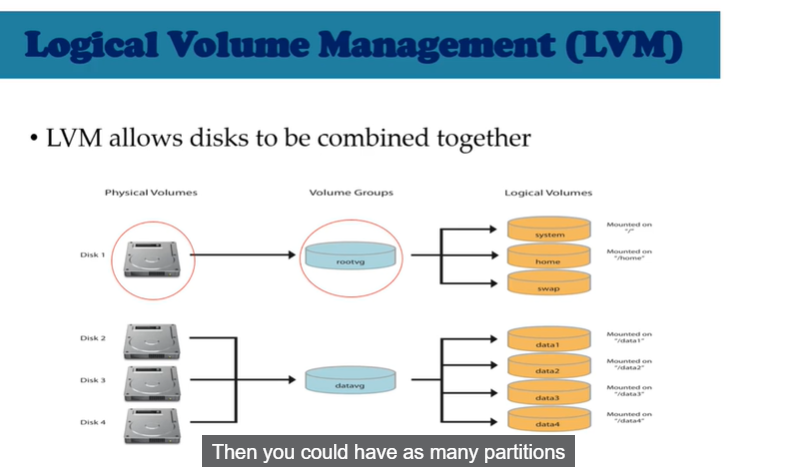 Logical Volume Management (LVM)
• LVM allows disks to be combined together
Physical Volumes Volume Groups Logical Volumes
Disk 1
rootvg
system
Mounted on
"/"
home
Mounted on
"/home"
swap
Disk 2
Disk 3
Disk 4
datavg
data1
Mounted on
"/data1"
data2
Mounted on
"/data2"
data3
Mounted on
"/data3"
data4
Mounted on
"/data4"
Then you could have as many partitions